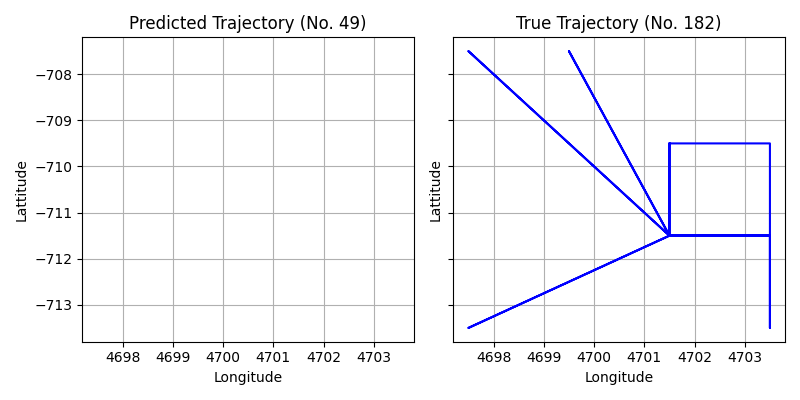 Predicted Trajectory (No. 49)
−708
−709
−710
−711
−712
−713
Lattitude
4698 4699 4700 4701 4702 4703
Longitude
True Trajectory (No. 182)
Lattitude
4698 4699 4700 4701 4702 4703
Longitude